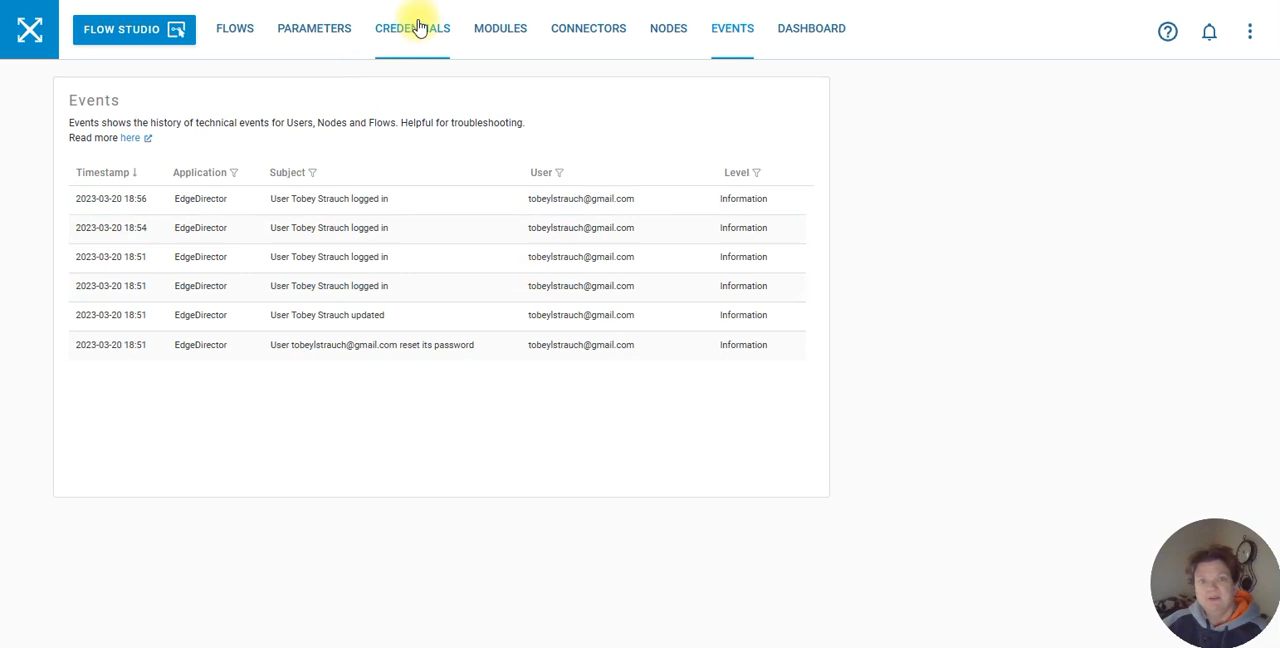 FLOW STUDIO FLOWS PARAMETERS CREDENTIALS MODULES CONNECTORS NODES EVENTS DASHBOARD
Events
Events shows the history of technical events for Users, Nodes and Flows. Helpful for troubleshooting.
Read more here
Timestamp Application Subject User Level
2023-03-20 18:56 EdgeDirector User Tobey Strauch logged in tobeylstrauch@gmail.com Information
2023-03-20 18:54 EdgeDirector User Tobey Strauch logged in tobeylstrauch@gmail.com Information
2023-03-20 18:51 EdgeDirector User Tobey Strauch logged in tobeylstrauch@gmail.com Information
2023-03-20 18:51 EdgeDirector User Tobey Strauch logged in tobeylstrauch@gmail.com Information
2023-03-20 18:51 EdgeDirector User Tobey Strauch updated tobeylstrauch@gmail.com Information
2023-03-20 18:51 EdgeDirector User tobeylstrauch@gmail.com reset its password tobeylstrauch@gmail.com Information